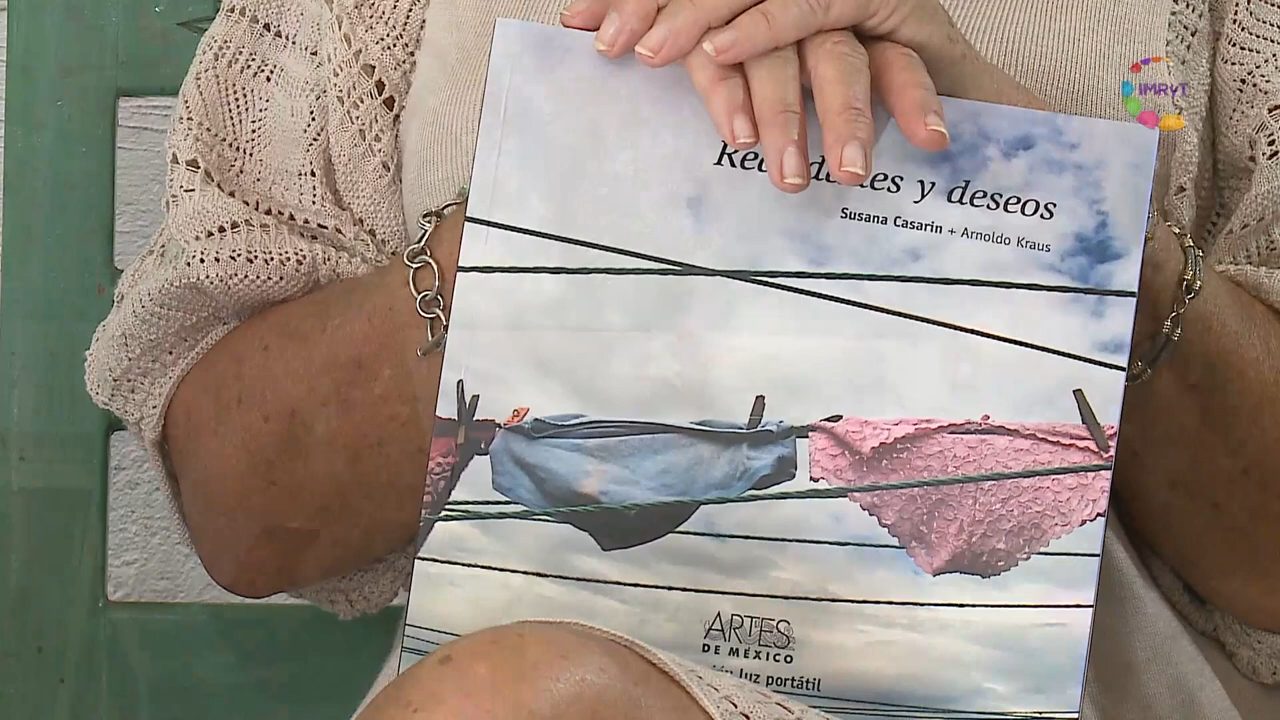 IMRyT
y deseos
Susana Casarin + Arnoldo Kraus
ARTES
DE MÉXICO
luz portátil